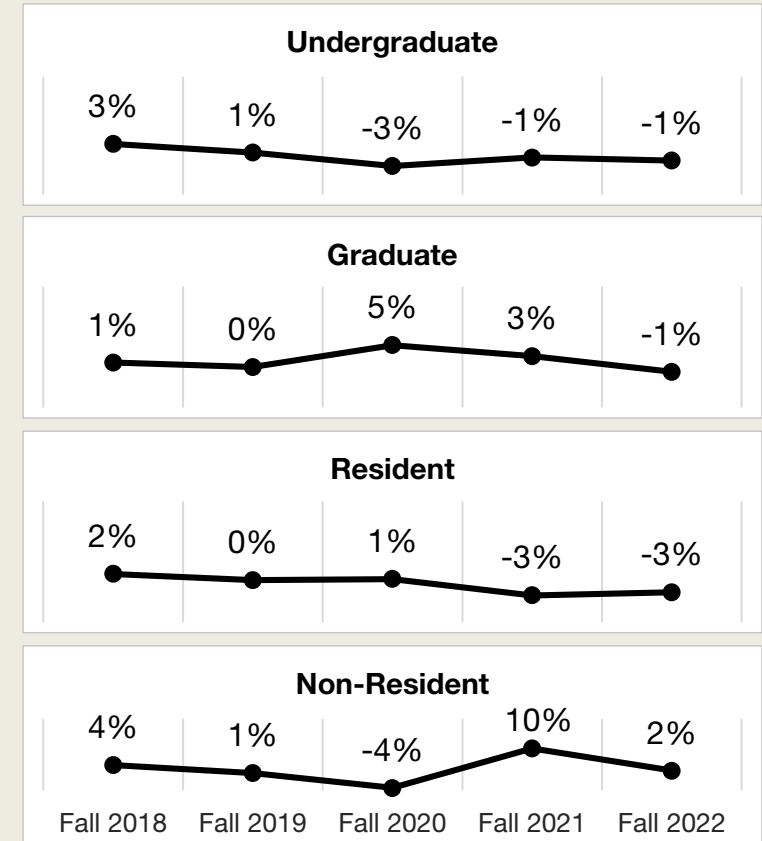 Undergraduate
3% 1% -3% -1% -1%
Graduate
1% 0% 5% 3% -1%
Resident
2% 0% 1% -3% -3%
Non-Resident
4% 1% -4% 10% 2%
Fall 2018 Fall 2019 Fall 2020 Fall 2021 Fall 2022